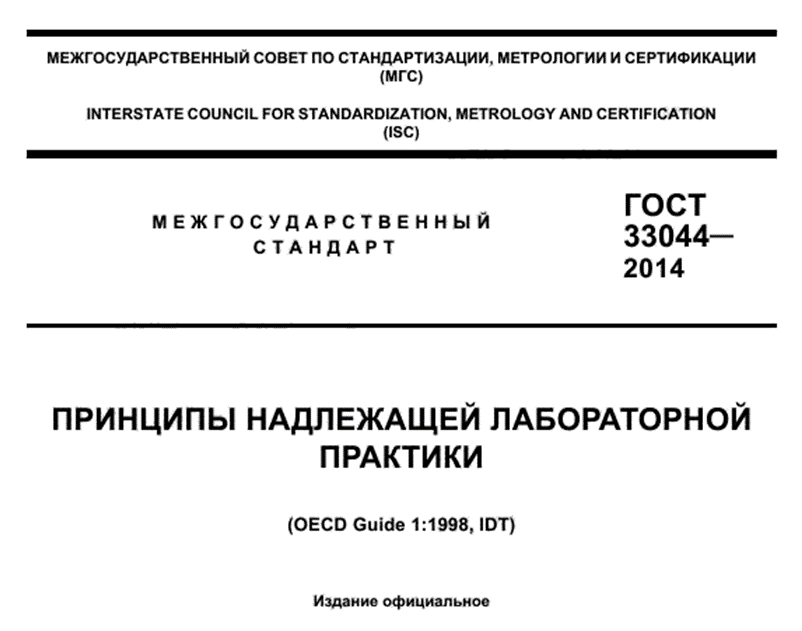 МЕЖГОСУДАРСТВЕННЫЙ СОВЕТ ПО СТАНДАРТИЗАЦИИ, МЕТРОЛОГИИ И СЕРТИФИКАЦИИ
(МГС)
INTERSTATE COUNCIL FOR STANDARDIZATION, METROLOGY AND CERTIFICATION
(ISC)
МЕЖГОСУДАРСТВЕННЫЙ
СТАНДАРТ
ГОСТ
33044—
2014
ПРИНЦИПЫ НАДЛЕЖАЩЕЙ ЛАБОРАТОРНОЙ
ПРАКТИКИ
(OECD Guide 1:1998, IDT)
Издание официальное